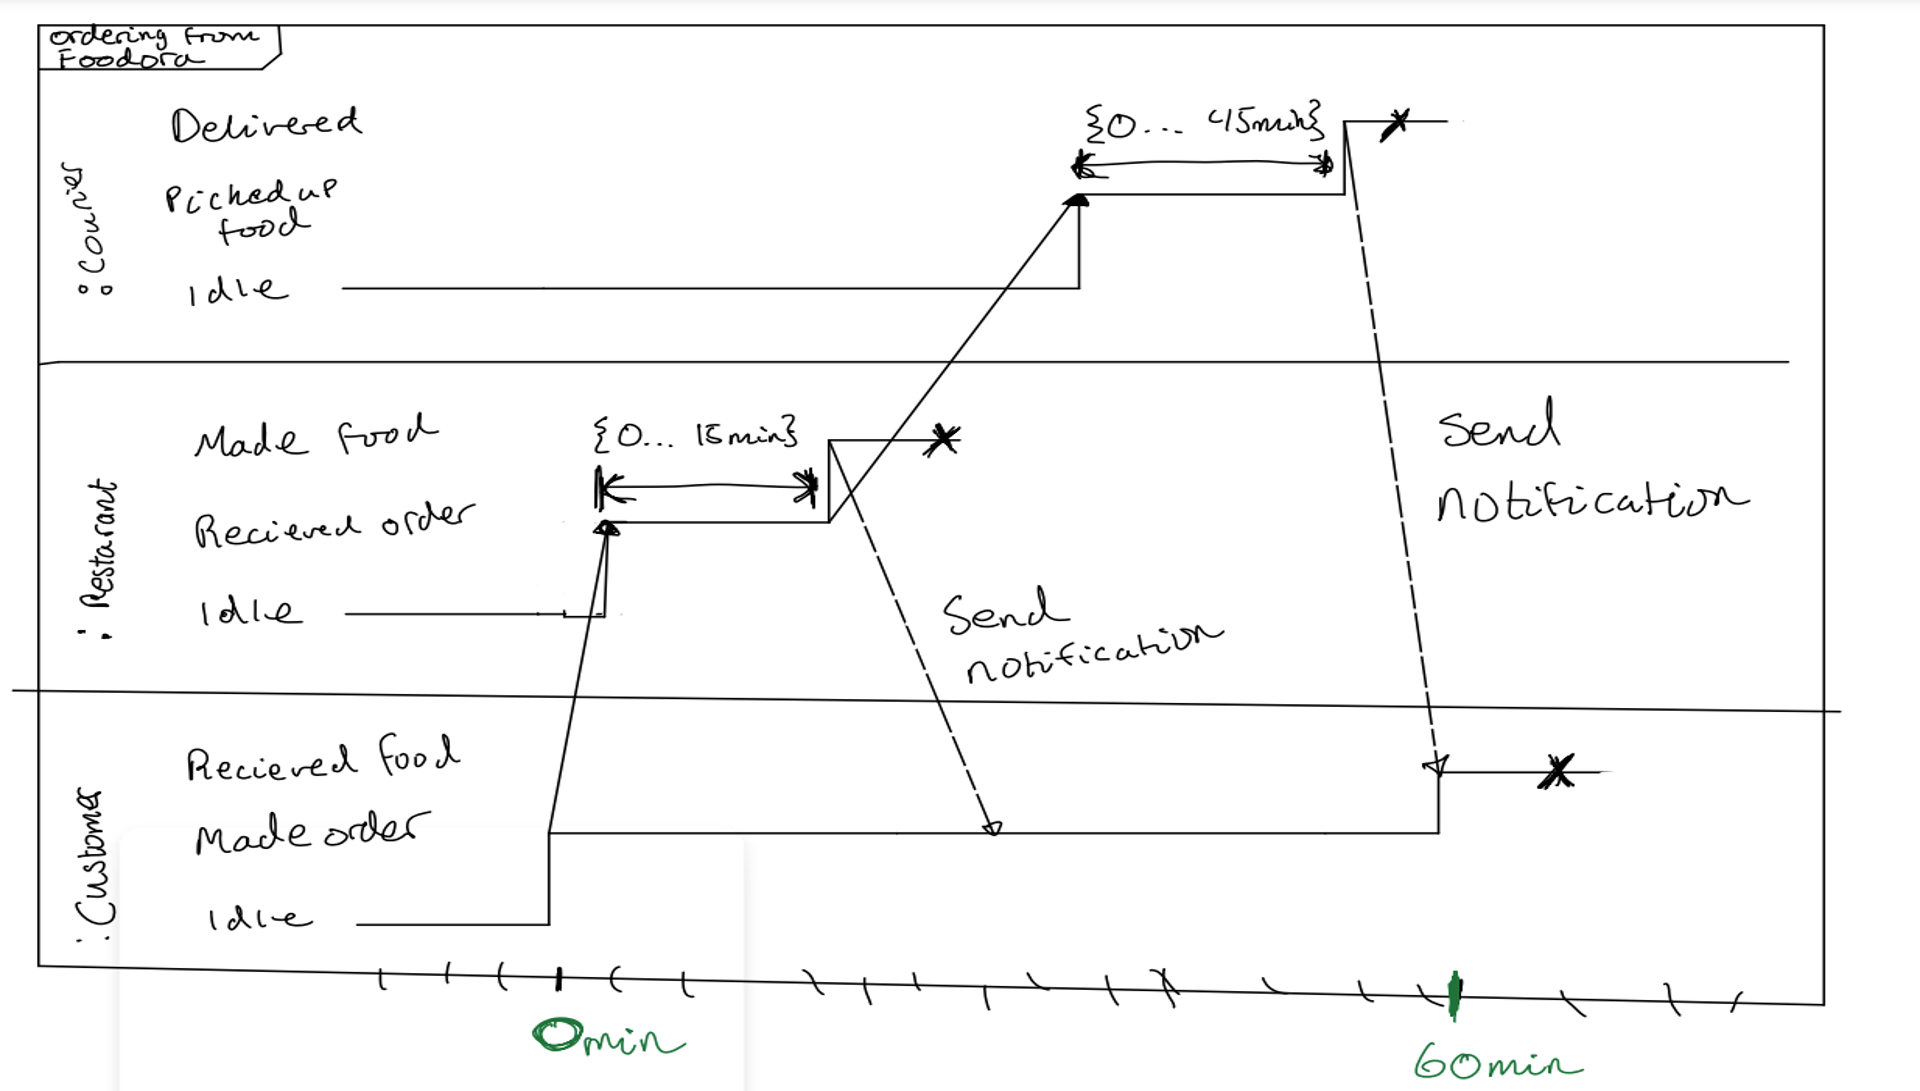 ordering from
Foodora
:Courier
Delivered
Picked up
food
Idle
{0... 45min}
:Restarant
Made food
Recieved order
Idle
{0... 15min}
Send
notification
Send
notification
:Customer
Recieved food
Made order
Idle
0min
60min